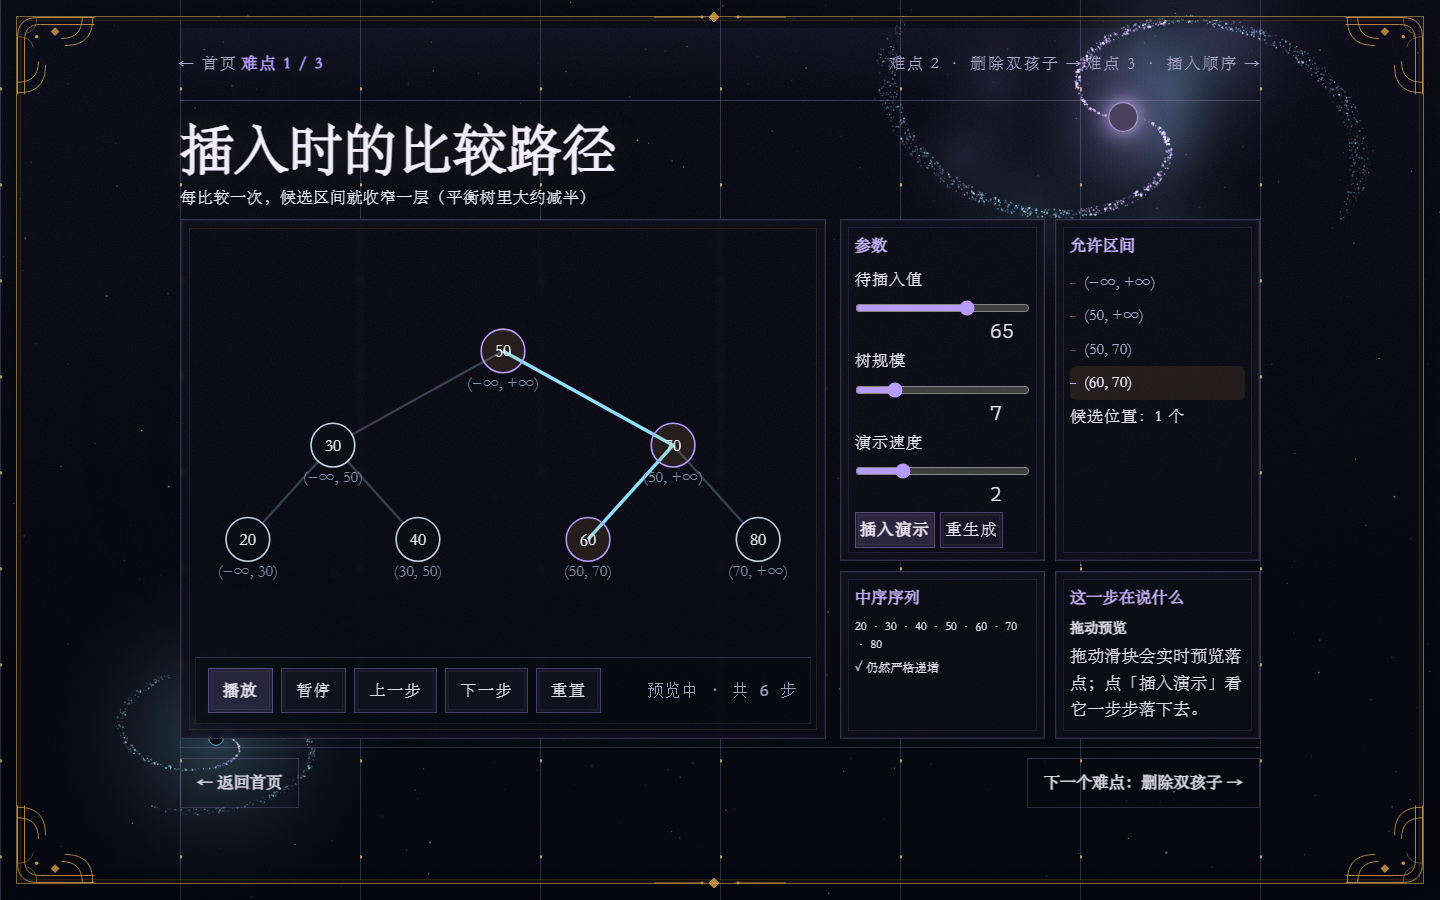 ← 首页 难点 1 / 3
难点 2 · 删除双孩子 → 难点 3 · 插入顺序 →
插入时的比较路径
每比较一次，候选区间就收窄一层（平衡树里大约减半）
50
(−∞, +∞)
30
70
(−∞, 50)
(50, +∞)
20
40
60
80
(−∞, 30)
(30, 50)
(50, 70)
(70, +∞)
播放 暂停 上一步 下一步 重置 预览中 · 共 6 步
参数
待插入值
65
树规模
7
演示速度
2
插入演示 重生成
允许区间
(−∞, +∞)
(50, +∞)
(50, 70)
(60, 70)
候选位置：1 个
中序序列
20 · 30 · 40 · 50 · 60 · 70
· 80
✓ 仍然严格递增
这一步在说什么
拖动预览
拖动滑块会实时预览落
点；点「插入演示」看
它一步步落下去。
← 返回首页
下一个难点：删除双孩子 →